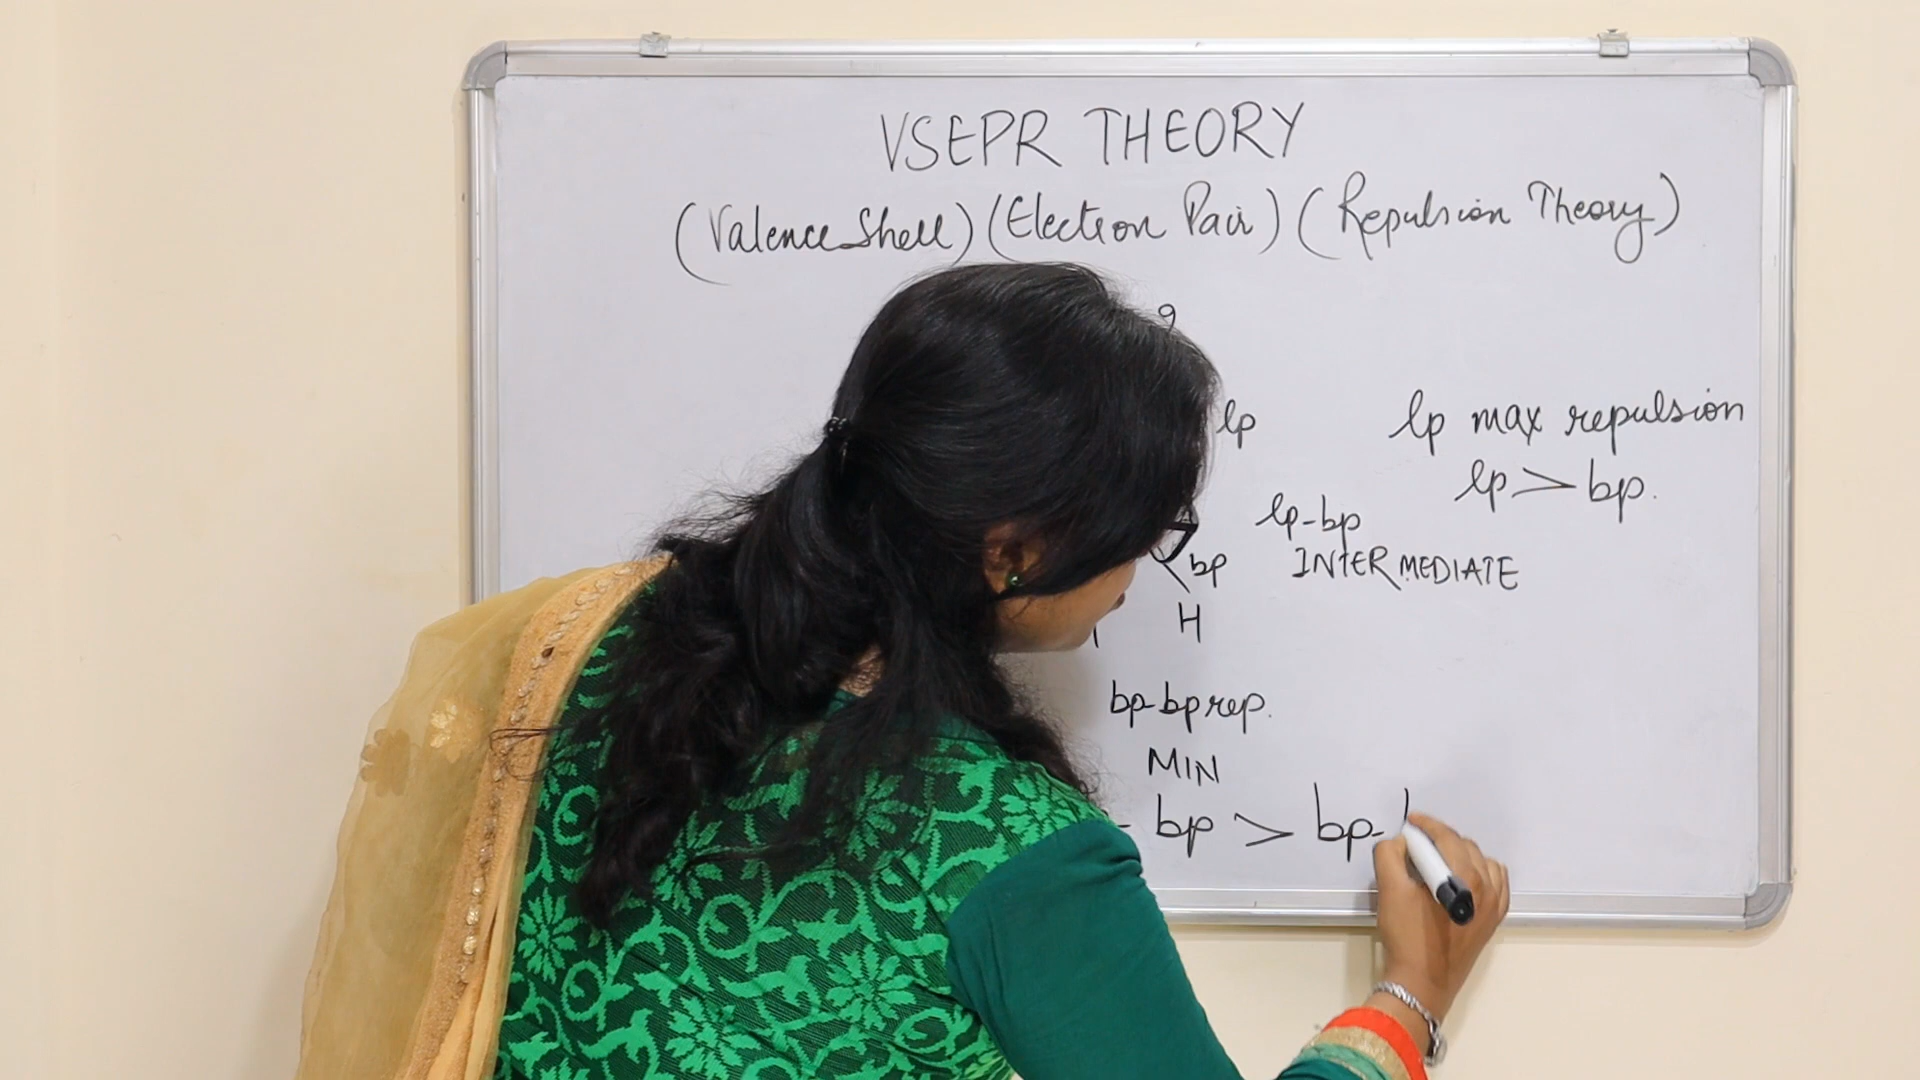 VSEPR THEORY
(Valence Shell) (Election Pair) (Repulsion Theory)
lp
lp max repulsion
lp > bp.
lp-bp
bp
INTERMEDIATE
H
bp-bp rep.
MIN
- bp > bp-